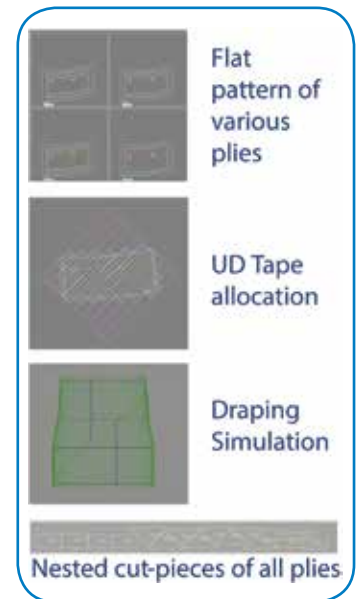 Flat
pattern of
various
plies
UD Tape
allocation
Draping
Simulation
Nested cut-pieces of all plies